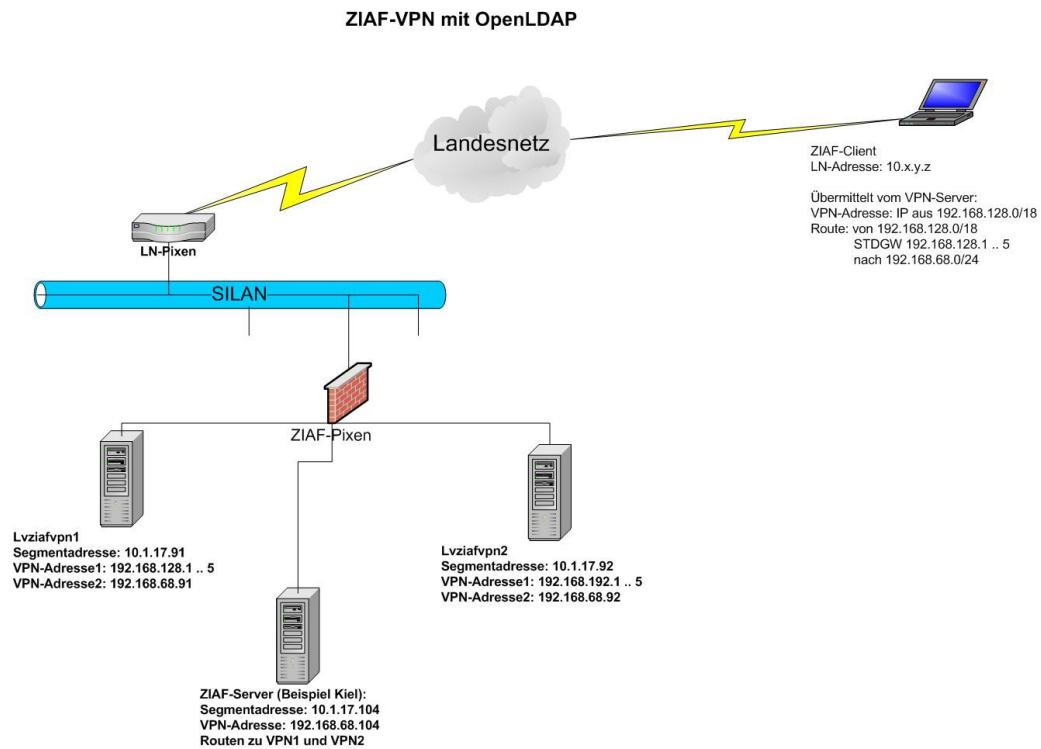 ZIAF-VPN mit OpenLDAP
Landesnetz
ZIAF-Client
LN-Adresse: 10.x.y.z
Übermittelt vom VPN-Server:
VPN-Adresse: IP aus 192.168.128.0/18
Route: von 192.168.128.0/18
STDGW 192.168.128.1 .. 5
nach 192.168.68.0/24
LN-Pixen
SILAN
ZIAF-Pixen
Lvziafvpn1
Segmentadresse: 10.1.17.91
VPN-Adresse1: 192.168.128.1 .. 5
VPN-Adresse2: 192.168.68.91
Lvziafvpn2
Segmentadresse: 10.1.17.92
VPN-Adresse1: 192.168.192.1 .. 5
VPN-Adresse2: 192.168.68.92
ZIAF-Server (Beispiel Kiel):
Segmentadresse: 10.1.17.104
VPN-Adresse: 192.168.68.104
Routen zu VPN1 und VPN2